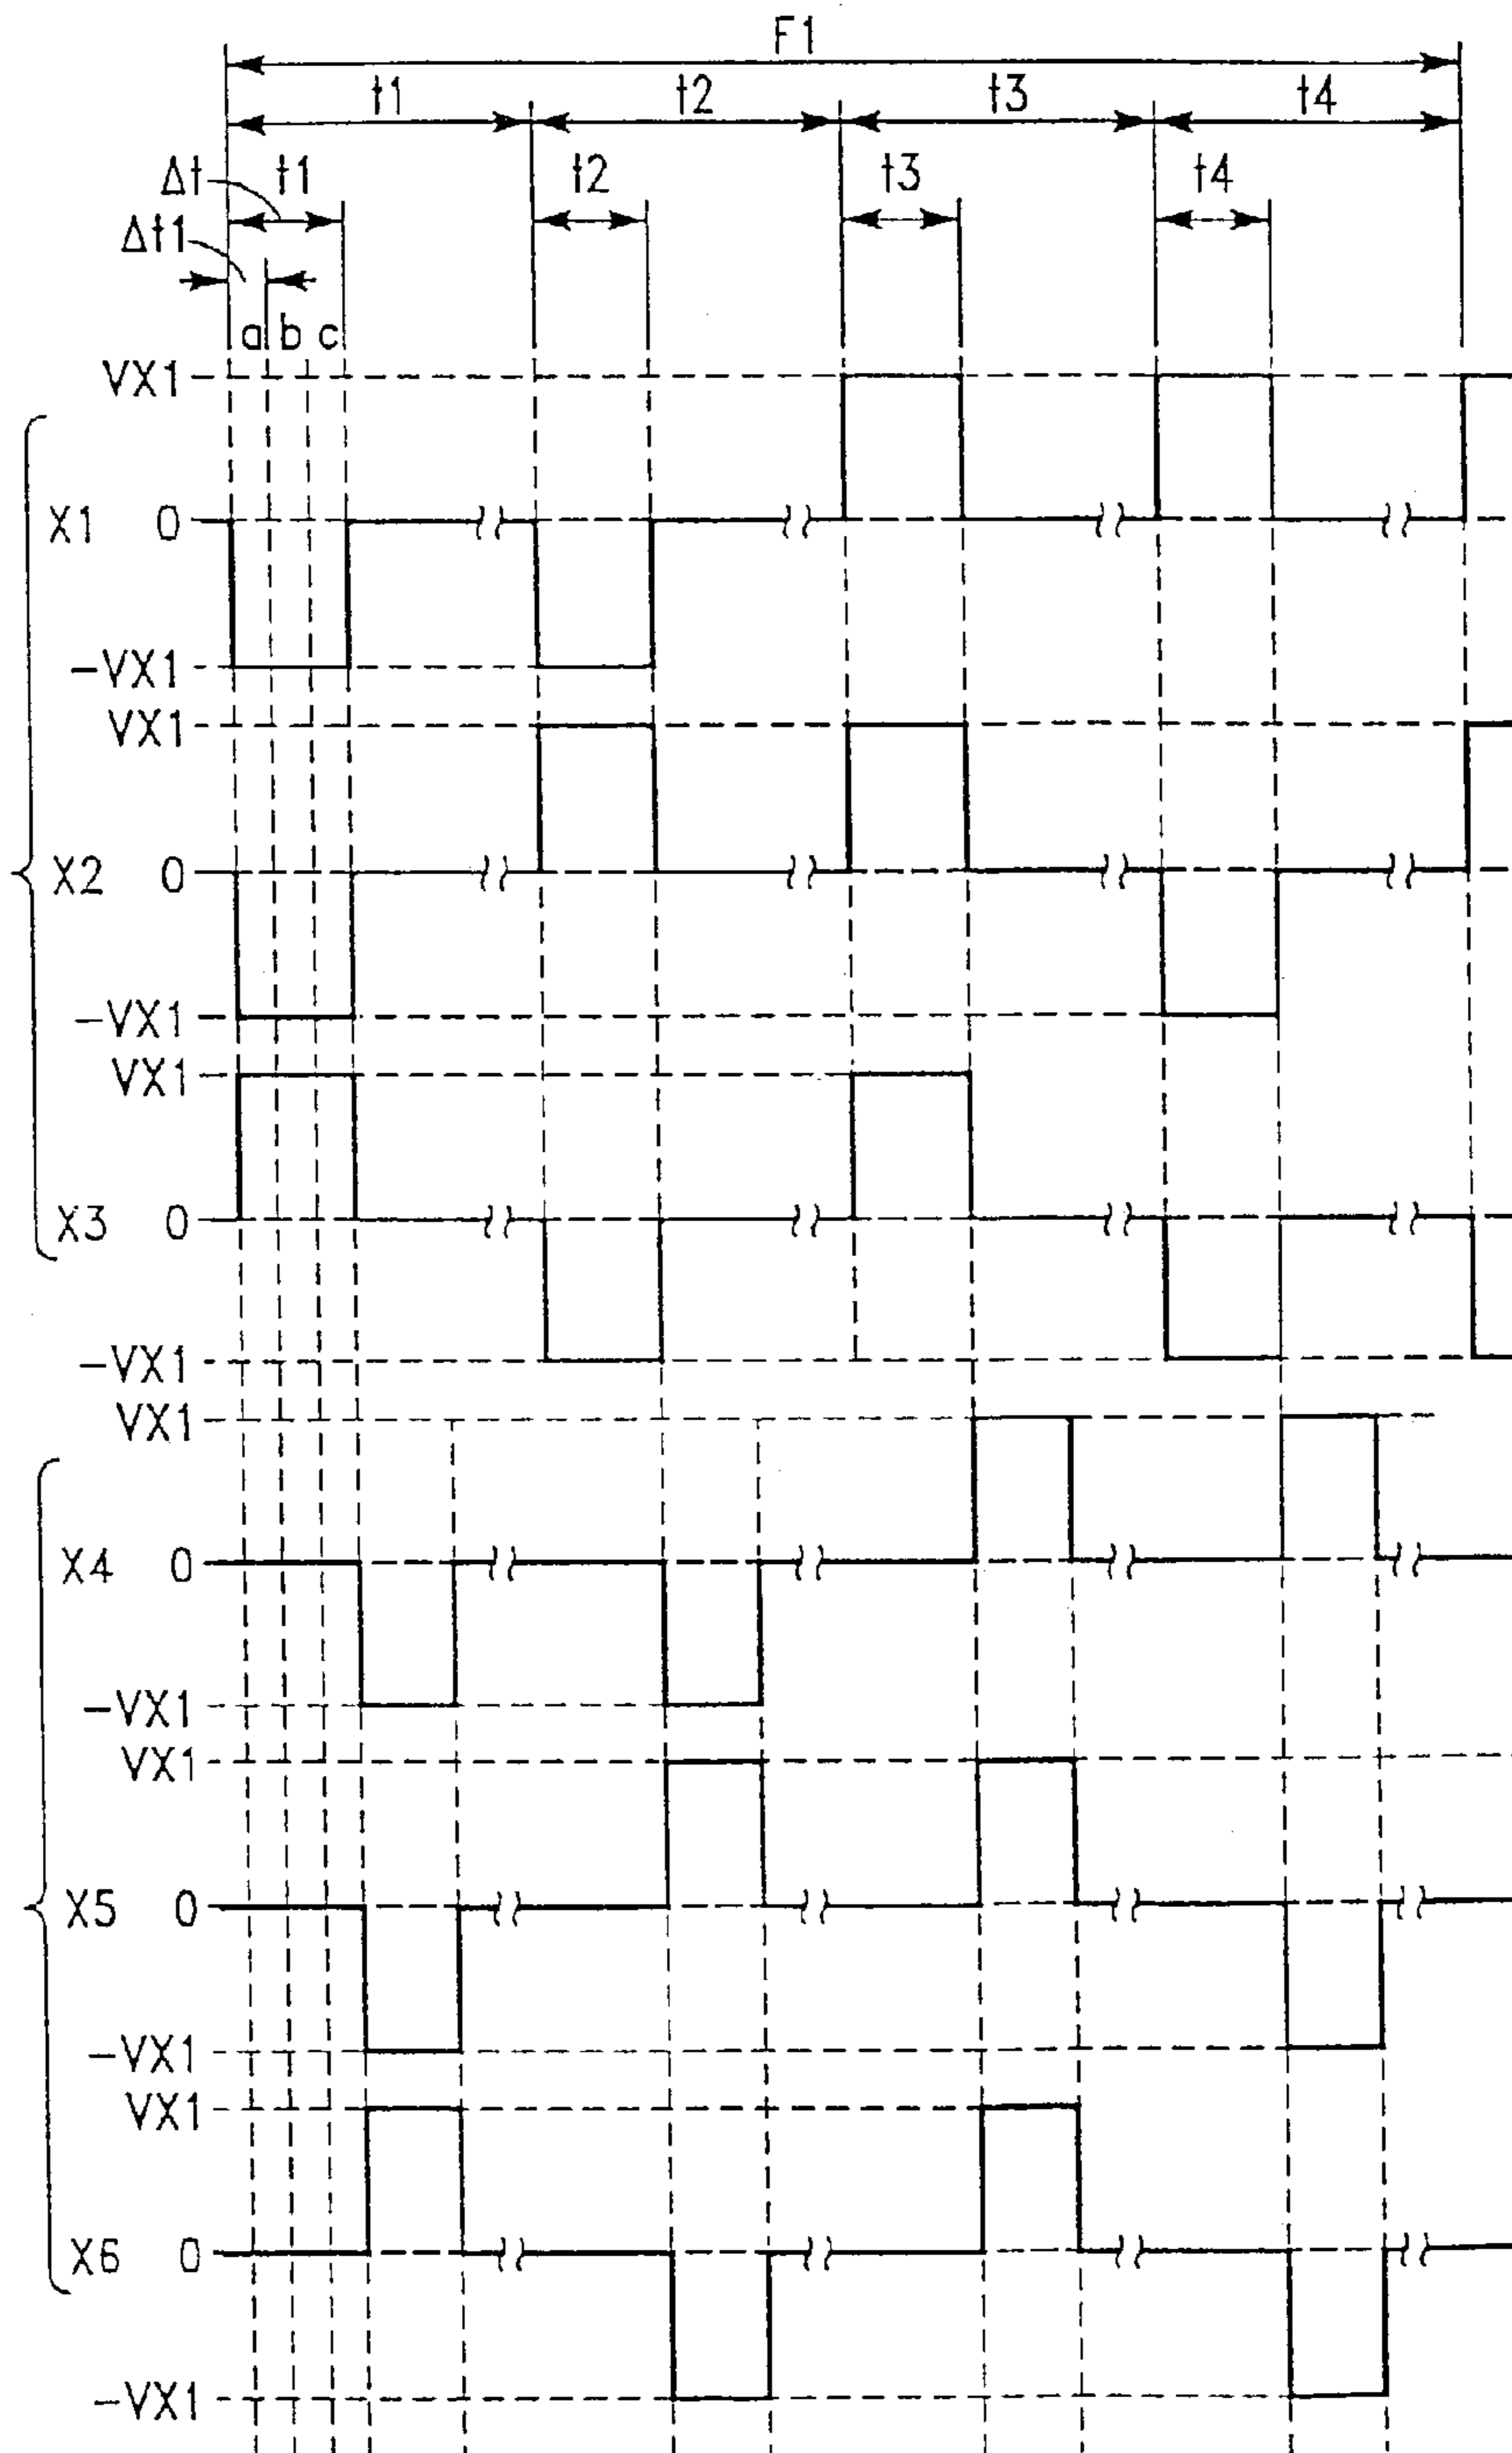 F1
t1 t2 t3 t4
Δt t1 t2 t3 t4
Δt1
a b c
VX1
X1 0
-VX1
VX1
X2 0
-VX1
VX1
X3 0
-VX1
VX1
X4 0
-VX1
VX1
X5 0
-VX1
VX1
X6 0
-VX1